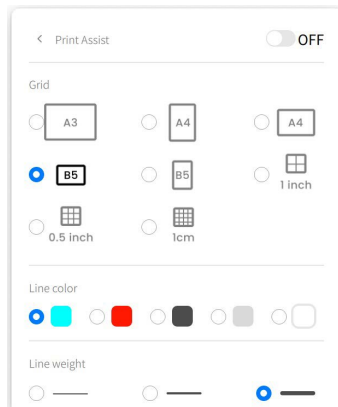 Print Assist OFF
Grid
A3 A4 A4
B5 B5 1 inch
0.5 inch 1cm
Line color
Line weight